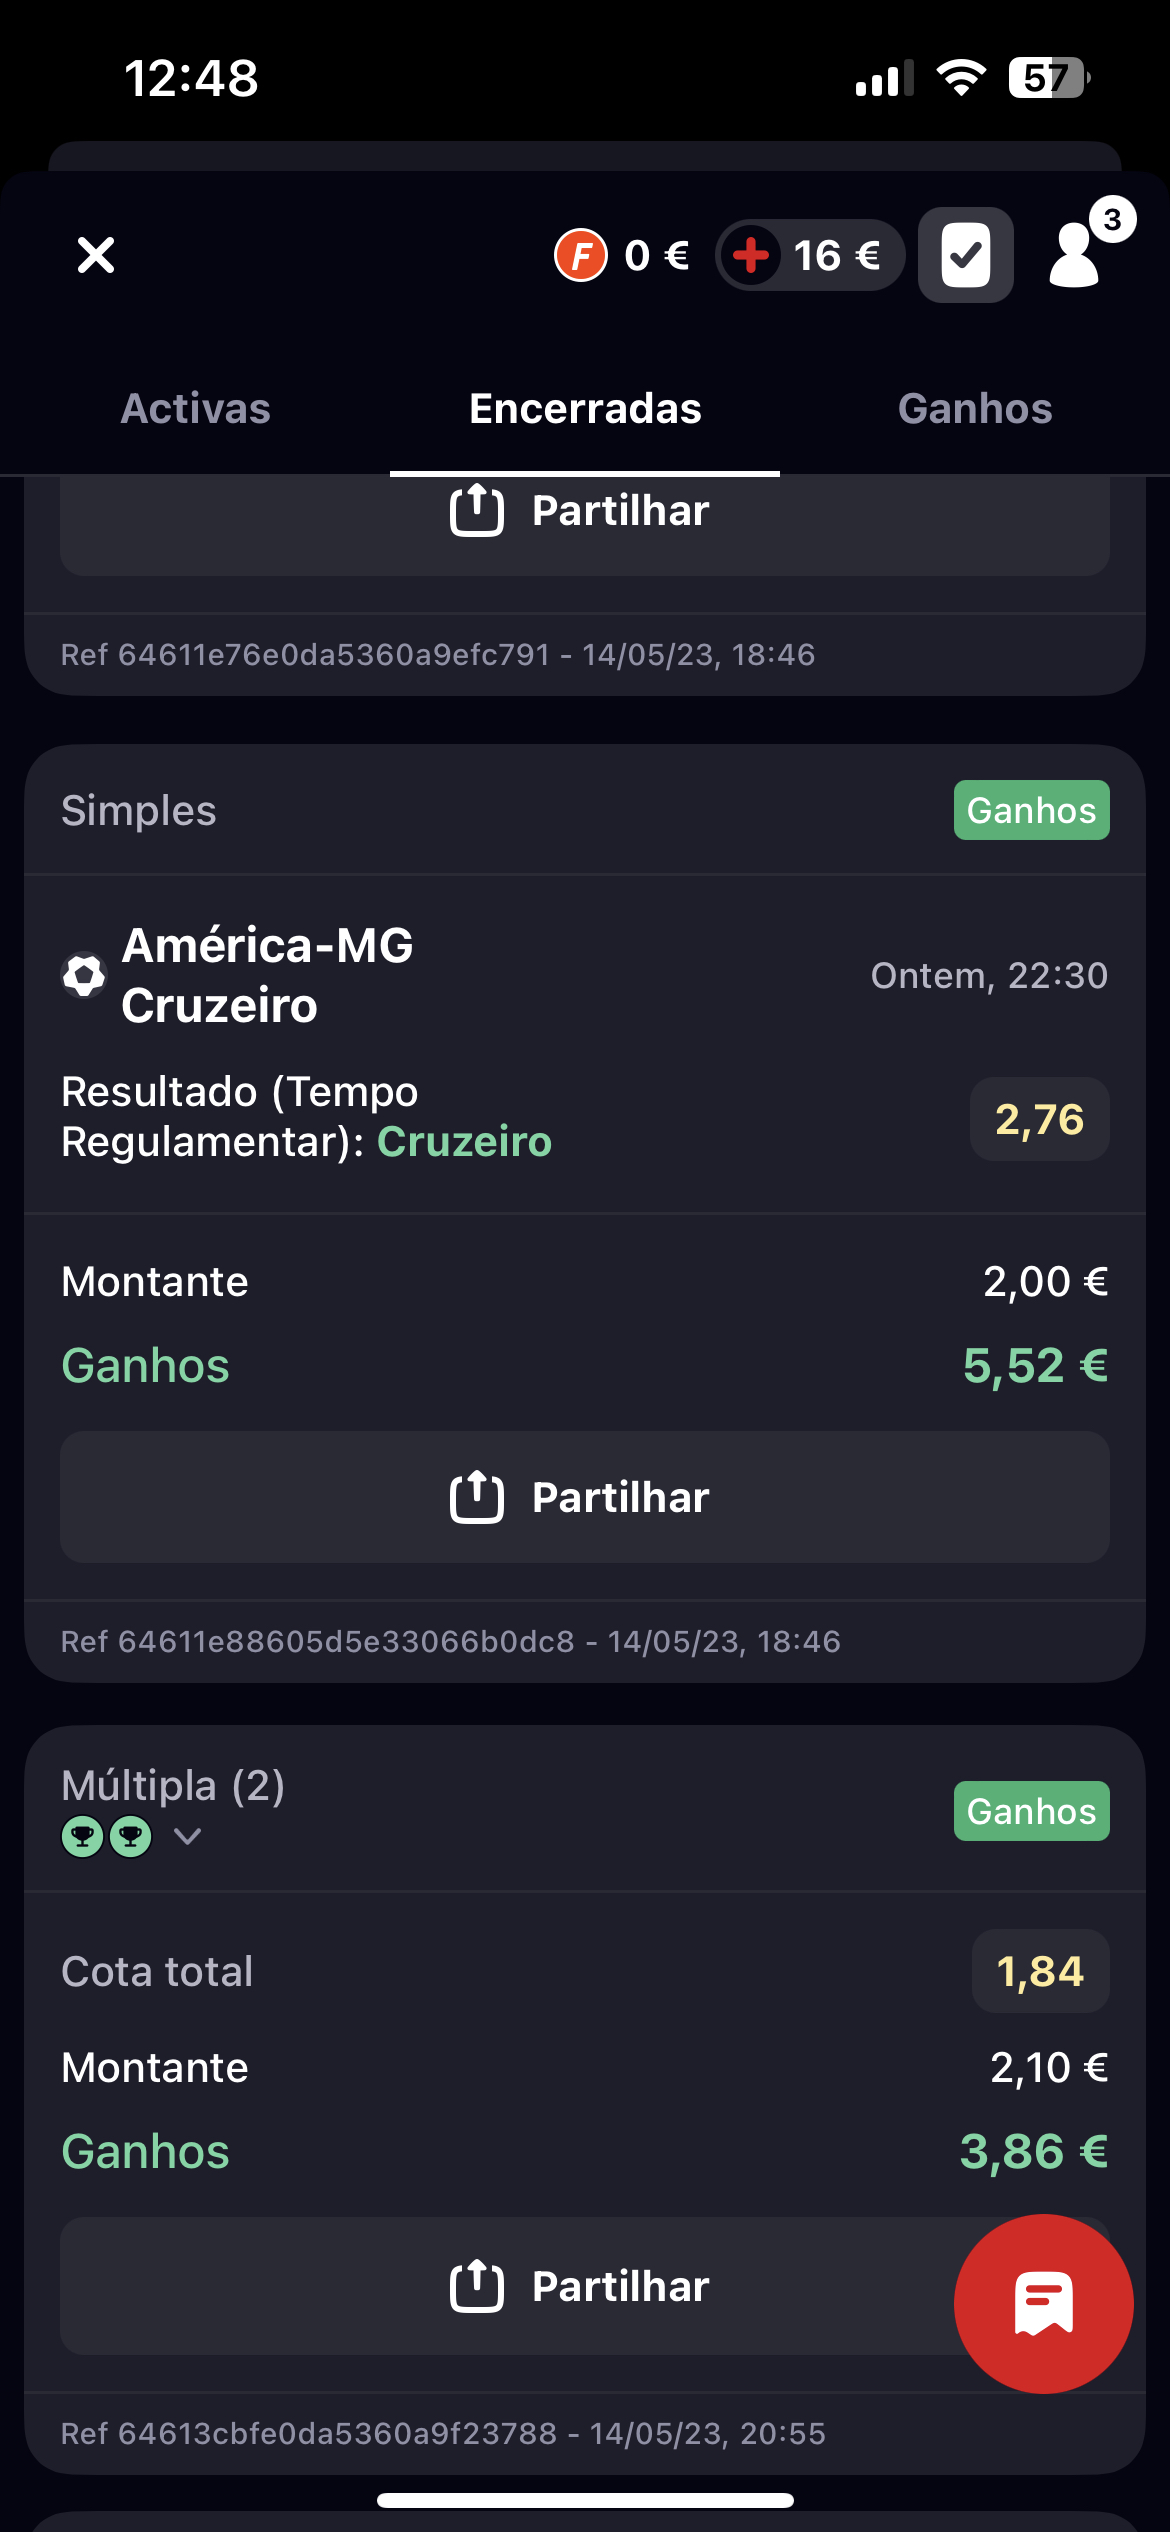 12:48
57
F 0 € 16 €
3
Activas Encerradas Ganhos
Partilhar
Ref 64611e76e0da5360a9efc791 - 14/05/23, 18:46
Simples Ganhos
América-MG
Cruzeiro
Ontem, 22:30
Resultado (Tempo
Regulamentar): Cruzeiro
2,76
Montante 2,00 €
Ganhos 5,52 €
Partilhar
Ref 64611e88605d5e33066b0dc8 - 14/05/23, 18:46
Múltipla (2)
Ganhos
Cota total 1,84
Montante 2,10 €
Ganhos 3,86 €
Partilhar
Ref 64613cbfe0da5360a9f23788 - 14/05/23, 20:55